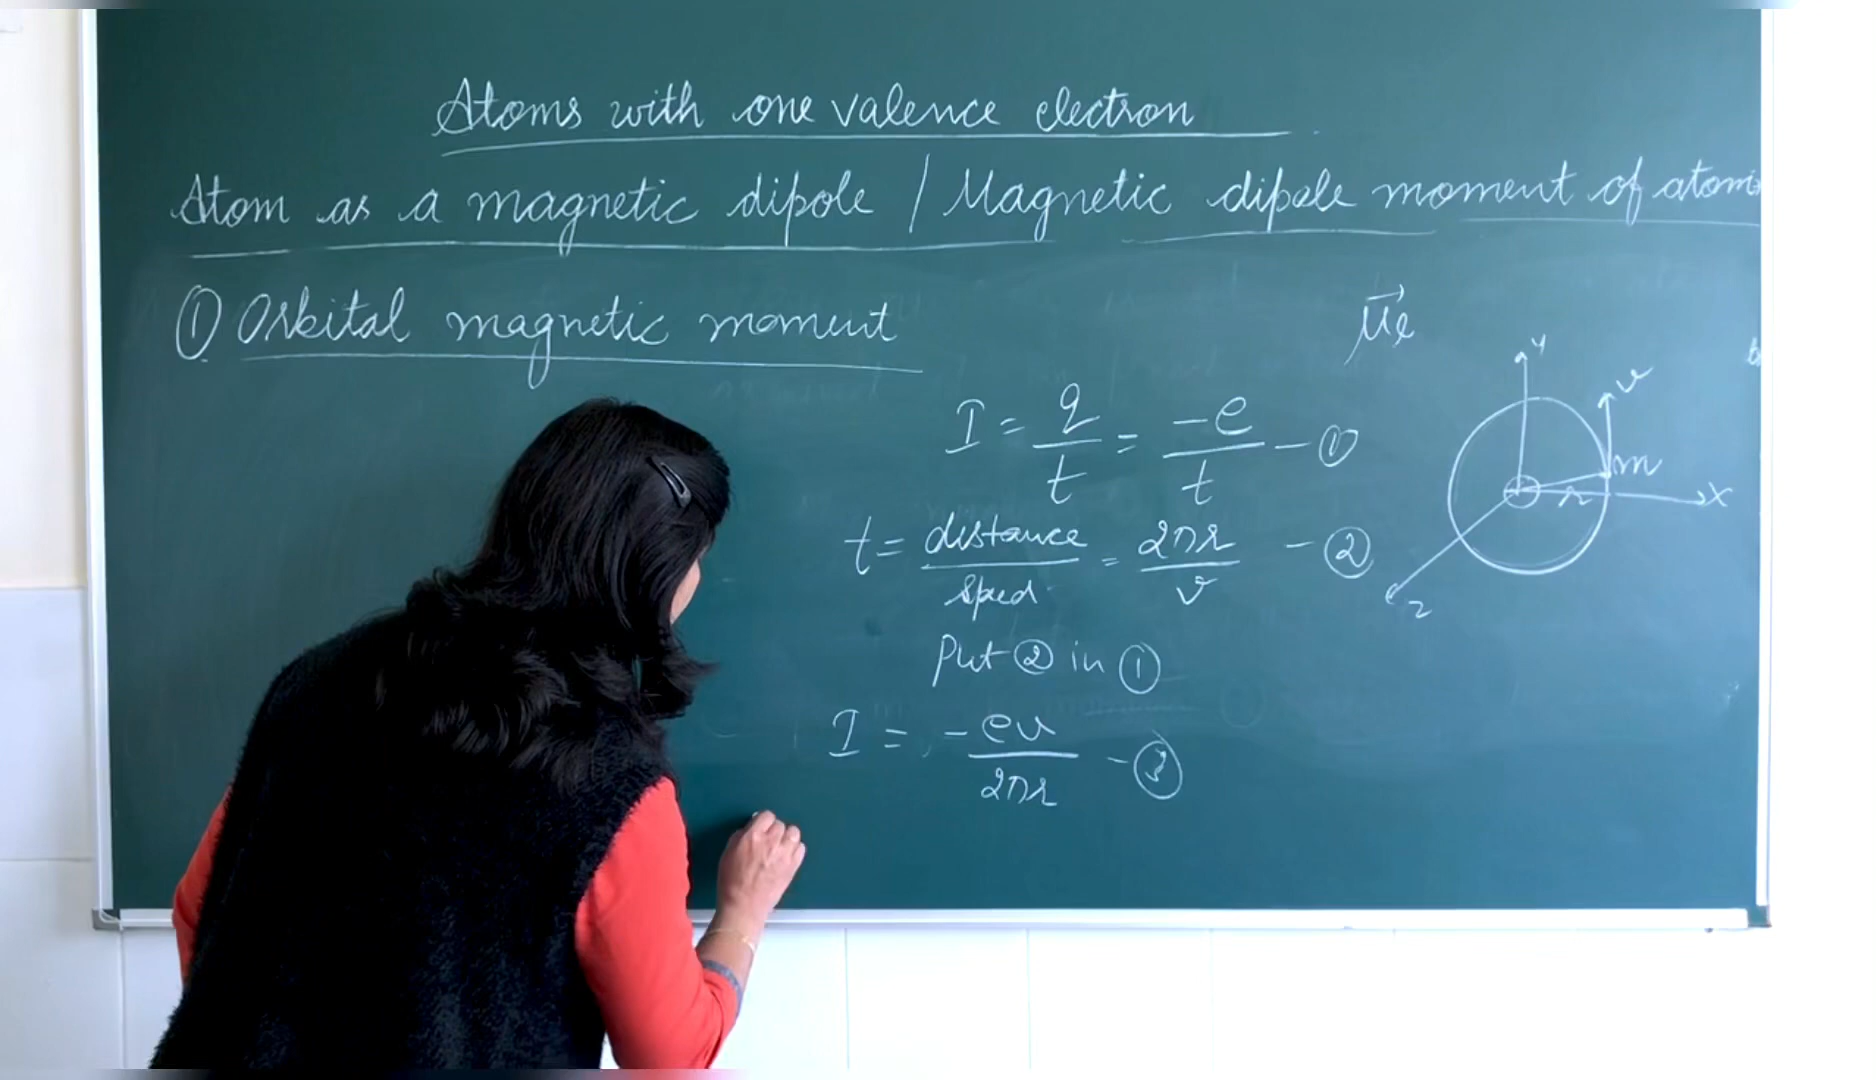 Atoms with one valence electron
Atom as a magnetic dipole / Magnetic dipole moment of atoms
① Orbital magnetic moment
μ⃗l
I = q/t = -e/t - ①
t = distance/speed = 2πr/v - ②
Put ② in ①
I = -ev/2πr - ③
y
v
m
r
x
z